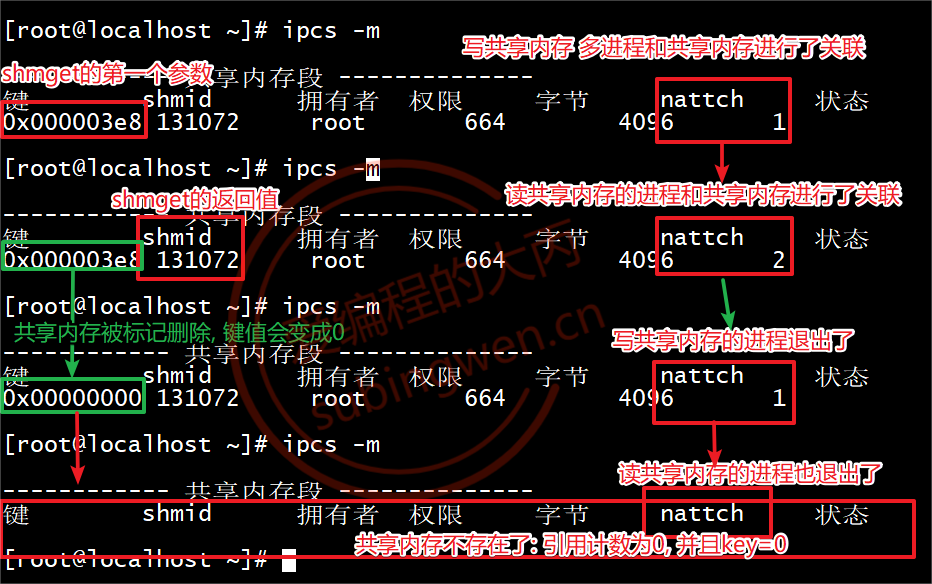 [root@localhost ~]# ipcs -m
写共享内存 多进程和共享内存进行了关联
shmget的第一个参数
共享内存段 --------------
键 shmid 拥有者 权限 字节 nattch 状态
0x000003e8 131072 root 664 4096 1
[root@localhost ~]# ipcs -m
shmget的返回值
读共享内存的进程和共享内存进行了关联
------------ 共享内存段 --------------
键 shmid 拥有者 权限 字节 nattch 状态
0x000003e8 131072 root 664 4096 2
[root@localhost ~]# ipcs -m
共享内存被标记删除, 键值会变成0
写共享内存的进程退出了
------------ 共享内存段 --------------
键 shmid 拥有者 权限 字节 nattch 状态
0x00000000 131072 root 664 4096 1
[root@localhost ~]# ipcs -m
读共享内存的进程也退出了
------------ 共享内存段 --------------
键 shmid 拥有者 权限 字节 nattch 状态
共享内存不存在了: 引用计数为0, 并且key=0
[root@localhost ~]#
爱编程的大丙
subingwen.cn